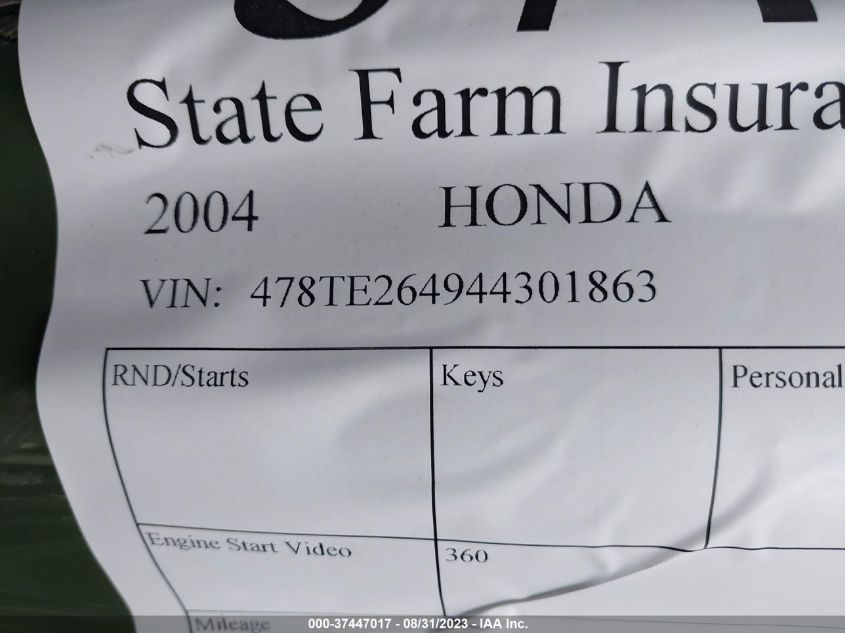 State Farm Insura
2004 HONDA
VIN: 478TE264944301863
RND/Starts Keys Personal
Engine Start Video 360
Mileage
000-37447017 - 08/31/2023 - IAA Inc.